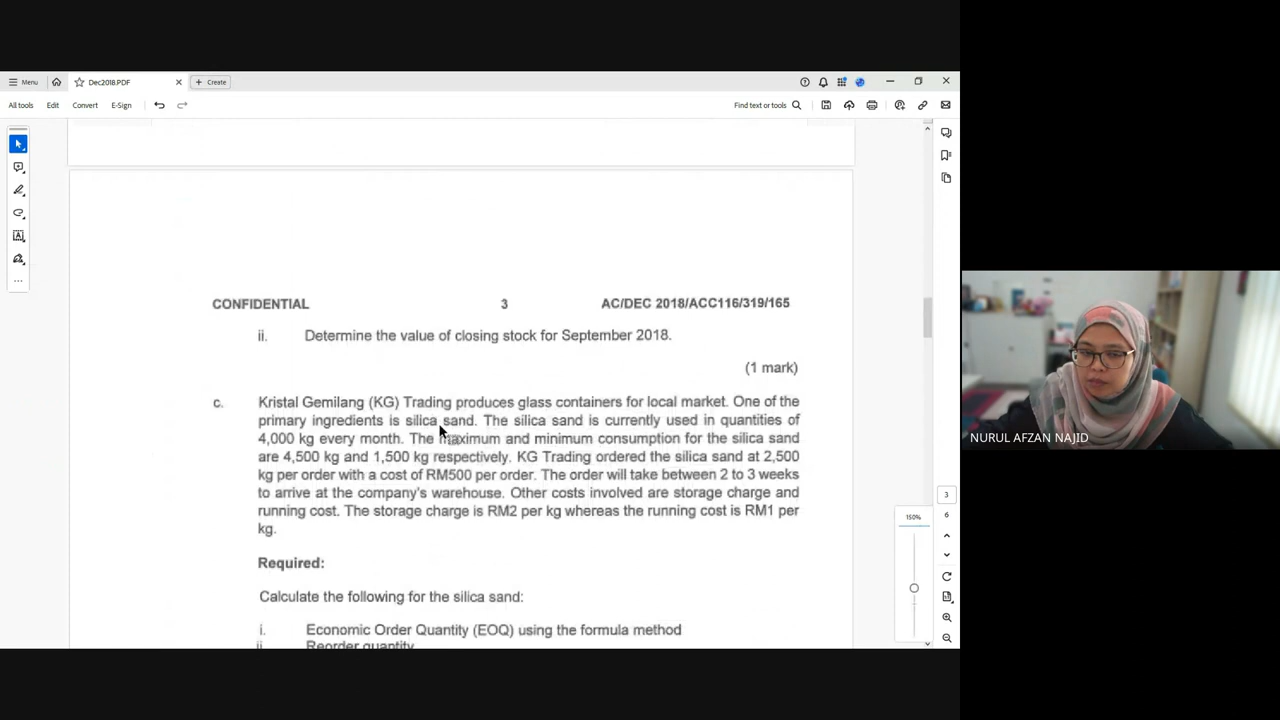 Menu
Dec2018.PDF
Create
All tools
Edit
Convert
E-Sign
Find text or tools
CONFIDENTIAL 3 AC/DEC 2018/ACC116/319/165
ii. Determine the value of closing stock for September 2018.
(1 mark)
c. Kristal Gemilang (KG) Trading produces glass containers for local market. One of the
primary ingredients is silica sand. The silica sand is currently used in quantities of
4,000 kg every month. The maximum and minimum consumption for the silica sand
are 4,500 kg and 1,500 kg respectively. KG Trading ordered the silica sand at 2,500
kg per order with a cost of RM500 per order. The order will take between 2 to 3 weeks
to arrive at the company's warehouse. Other costs involved are storage charge and
running cost. The storage charge is RM2 per kg whereas the running cost is RM1 per
kg.
Required:
Calculate the following for the silica sand:
i. Economic Order Quantity (EOQ) using the formula method
ii. Reorder quantity
3
6
150%
NURUL AFZAN NAJID